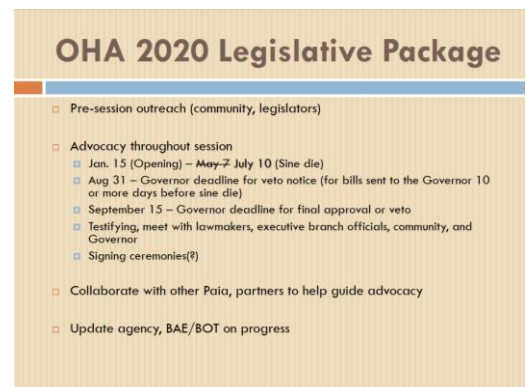 OHA 2020 Legislative Package
Pre-session outreach (community, legislators)
Advocacy throughout session
Jan. 15 (Opening) – May 7 July 10 (Sine die)
Aug 31 – Governor deadline for veto notice (for bills sent to the Governor 10
or more days before sine die)
September 15 – Governor deadline for final approval or veto
Testifying, meet with lawmakers, executive branch officials, community, and
Governor
Signing ceremonies(?)
Collaborate with other Paia, partners to help guide advocacy
Update agency, BAE/BOT on progress